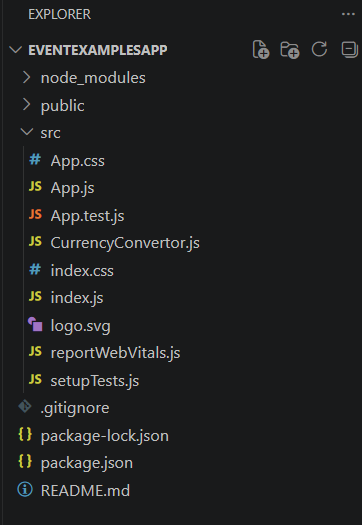 EXPLORER
EVENTEXAMPLESAPP
node_modules
public
src
# App.css
JS App.js
JS App.test.js
JS CurrencyConvertor.js
# index.css
JS index.js
logo.svg
JS reportWebVitals.js
JS setupTests.js
.gitignore
{} package-lock.json
{} package.json
README.md